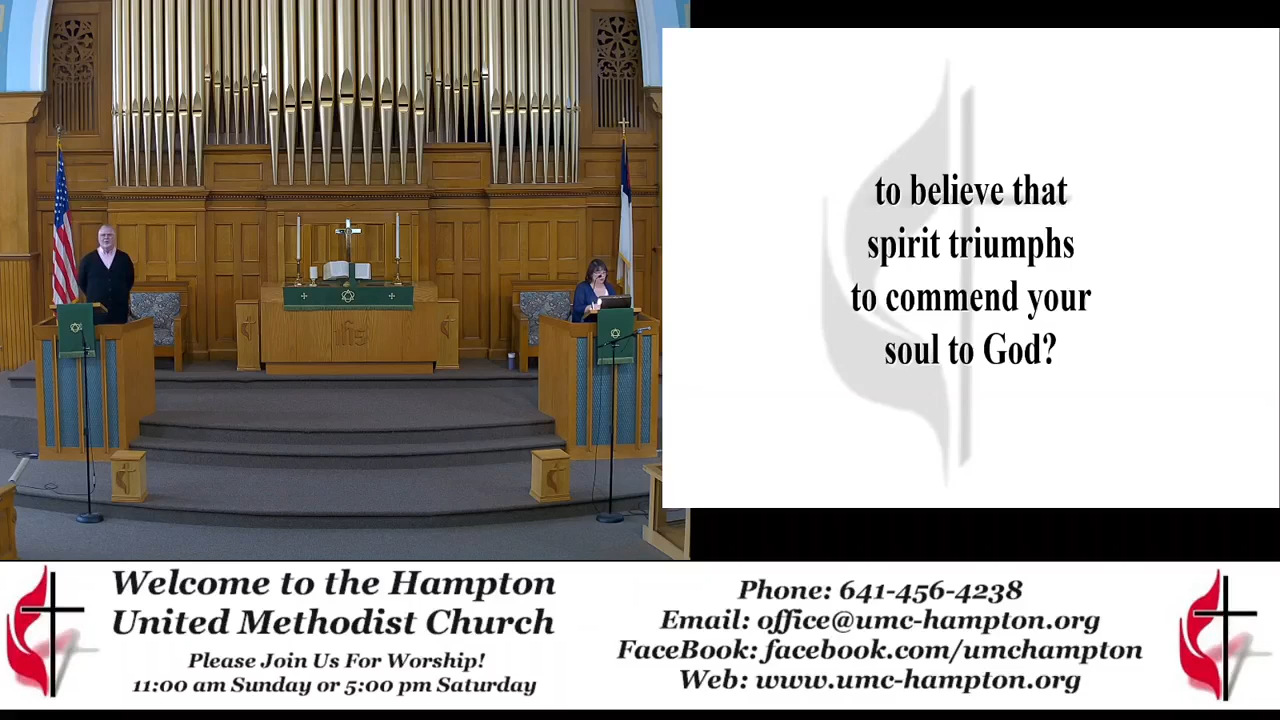 to believe that
spirit triumphs
to commend your
soul to God?
ihs
Welcome to the Hampton
United Methodist Church
Please Join Us For Worship!
11:00 am Sunday or 5:00 pm Saturday
Phone: 641-456-4238
Email: office@umc-hampton.org
FaceBook: facebook.com/umchampton
Web: www.umc-hampton.org